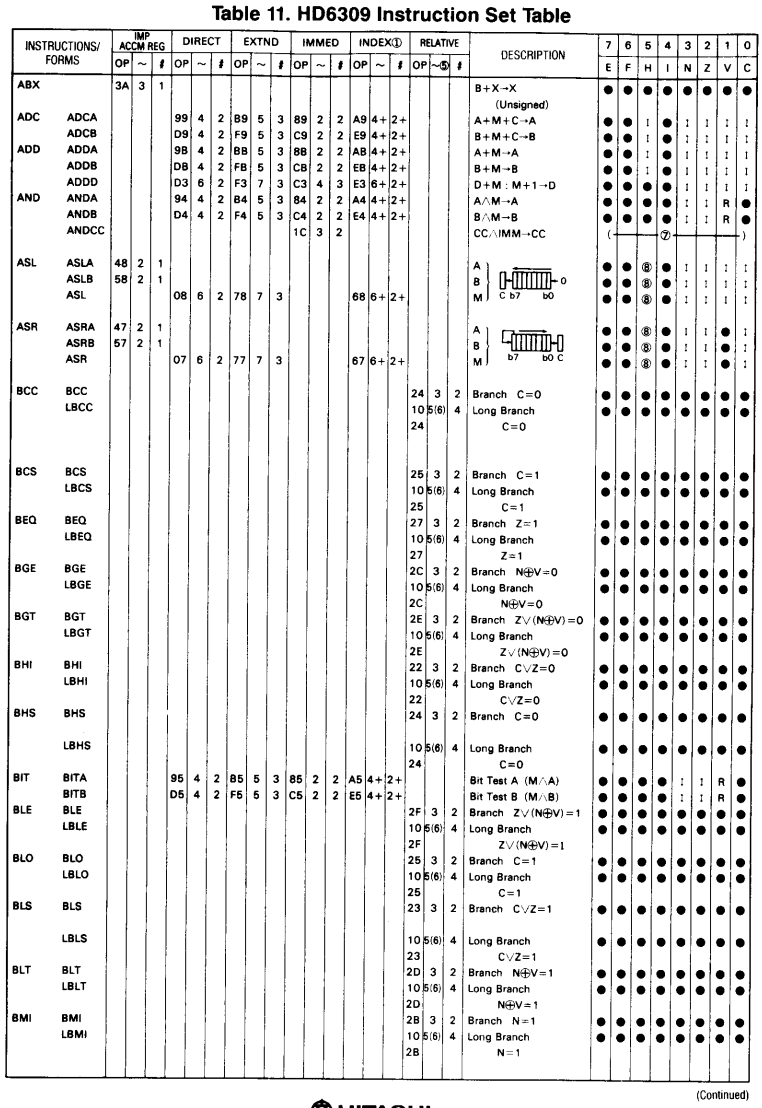 Table 11. HD6309 Instruction Set Table
INSTRUCTIONS/ FORMS | IMP ACCM REG | DIRECT | EXTND | IMMED | INDEX① | RELATIVE | DESCRIPTION | 7 6 5 4 3 2 1 0
OP ~ # | OP ~ # | OP ~ # | OP ~ # | OP ~ # | OP ~⑤ # | E F H I N Z V C
ABX 3A 3 1 B+X→X ● ● ● ● ● ● ● ●
(Unsigned)
ADC ADCA 99 4 2 B9 5 3 89 2 2 A9 4+ 2+ A+M+C→A ● ● ↕ ● ↕ ↕ ↕ ↕
ADCB D9 4 2 F9 5 3 C9 2 2 E9 4+ 2+ B+M+C→B ● ● ↕ ● ↕ ↕ ↕ ↕
ADD ADDA 9B 4 2 BB 5 3 8B 2 2 AB 4+ 2+ A+M→A ● ● ↕ ● ↕ ↕ ↕ ↕
ADDB DB 4 2 FB 5 3 CB 2 2 EB 4+ 2+ B+M→B ● ● ↕ ● ↕ ↕ ↕ ↕
ADDD D3 6 2 F3 7 3 C3 4 3 E3 6+ 2+ D+M : M+1→D ● ● ● ● ↕ ↕ ↕ ↕
AND ANDA 94 4 2 B4 5 3 84 2 2 A4 4+ 2+ A∧M→A ● ● ● ● ↕ ↕ R ●
ANDB D4 4 2 F4 5 3 C4 2 2 E4 4+ 2+ B∧M→B ● ● ● ● ↕ ↕ R ●
ANDCC 1C 3 2 CC∧IMM→CC (⑦)
ASL ASLA 48 2 1 A ● ● ⑧ ● ↕ ↕ ↕ ↕
ASLB 58 2 1 B 0 ● ● ⑧ ● ↕ ↕ ↕ ↕
ASL 08 6 2 78 7 3 68 6+ 2+ M C b7 b0 ● ● ⑧ ● ↕ ↕ ↕ ↕
ASR ASRA 47 2 1 A ● ● ⑧ ● ↕ ↕ ● ↕
ASRB 57 2 1 B ● ● ⑧ ● ↕ ↕ ● ↕
ASR 07 6 2 77 7 3 67 6+ 2+ M b7 b0 C ● ● ⑧ ● ↕ ↕ ● ↕
BCC BCC 24 3 2 Branch C=0 ● ● ● ● ● ● ● ●
LBCC 10 5(6) 4 Long Branch ● ● ● ● ● ● ● ●
24 C=0
BCS BCS 25 3 2 Branch C=1 ● ● ● ● ● ● ● ●
LBCS 10 5(6) 4 Long Branch ● ● ● ● ● ● ● ●
25 C=1
BEQ BEQ 27 3 2 Branch Z=1 ● ● ● ● ● ● ● ●
LBEQ 10 5(6) 4 Long Branch ● ● ● ● ● ● ● ●
27 Z=1
BGE BGE 2C 3 2 Branch N⊕V=0 ● ● ● ● ● ● ● ●
LBGE 10 5(6) 4 Long Branch ● ● ● ● ● ● ● ●
2C N⊕V=0
BGT BGT 2E 3 2 Branch Z∨(N⊕V)=0 ● ● ● ● ● ● ● ●
LBGT 10 5(6) 4 Long Branch ● ● ● ● ● ● ● ●
2E Z∨(N⊕V)=0
BHI BHI 22 3 2 Branch C∨Z=0 ● ● ● ● ● ● ● ●
LBHI 10 5(6) 4 Long Branch ● ● ● ● ● ● ● ●
22 C∨Z=0
BHS BHS 24 3 2 Branch C=0 ● ● ● ● ● ● ● ●
LBHS 10 5(6) 4 Long Branch ● ● ● ● ● ● ● ●
24 C=0
BIT BITA 95 4 2 B5 5 3 85 2 2 A5 4+ 2+ Bit Test A (M∧A) ● ● ● ● ↕ ↕ R ●
BITB D5 4 2 F5 5 3 C5 2 2 E5 4+ 2+ Bit Test B (M∧B) ● ● ● ● ↕ ↕ R ●
BLE BLE 2F 3 2 Branch Z∨(N⊕V)=1 ● ● ● ● ● ● ● ●
LBLE 10 5(6) 4 Long Branch ● ● ● ● ● ● ● ●
2F Z∨(N⊕V)=1
BLO BLO 25 3 2 Branch C=1 ● ● ● ● ● ● ● ●
LBLO 10 5(6) 4 Long Branch ● ● ● ● ● ● ● ●
25 C=1
BLS BLS 23 3 2 Branch C∨Z=1 ● ● ● ● ● ● ● ●
LBLS 10 5(6) 4 Long Branch ● ● ● ● ● ● ● ●
23 C∨Z=1
BLT BLT 2D 3 2 Branch N⊕V=1 ● ● ● ● ● ● ● ●
LBLT 10 5(6) 4 Long Branch ● ● ● ● ● ● ● ●
2D N⊕V=1
BMI BMI 2B 3 2 Branch N=1 ● ● ● ● ● ● ● ●
LBMI 10 5(6) 4 Long Branch ● ● ● ● ● ● ● ●
2B N=1
(Continued)
HITACHI